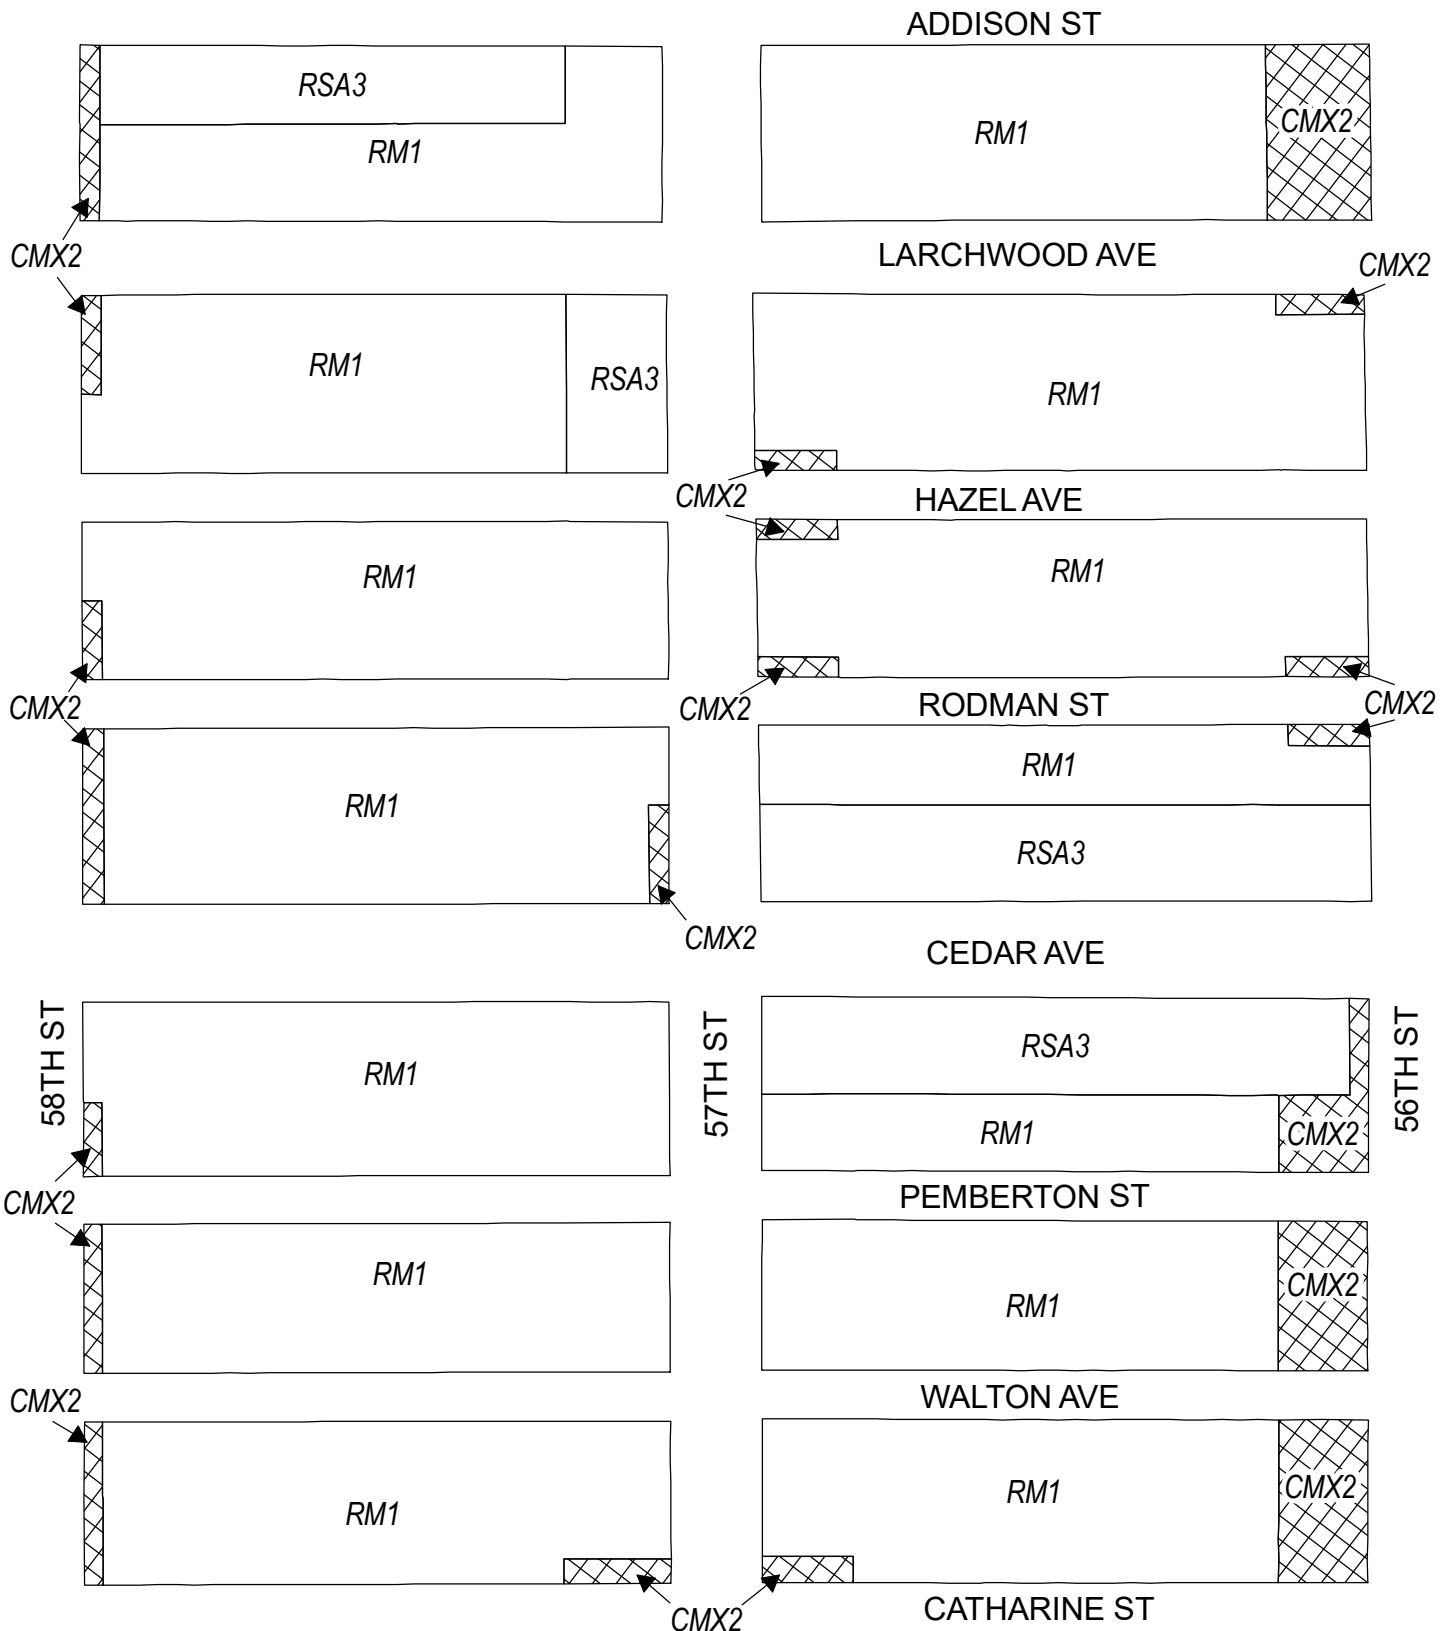 ADDISON ST
RSA3
RM1
CMX2
RM1
CMX2
LARCHWOOD AVE
CMX2
RM1
RSA3
RM1
CMX2
HAZEL AVE
RM1
RM1
CMX2
CMX2
RODMAN ST
CMX2
RM1
RM1
RSA3
CMX2
CEDAR AVE
58TH ST
57TH ST
56TH ST
RM1
RSA3
RM1
CMX2
CMX2
PEMBERTON ST
RM1
RM1
CMX2
CMX2
WALTON AVE
RM1
RM1
CMX2
CMX2
CATHARINE ST